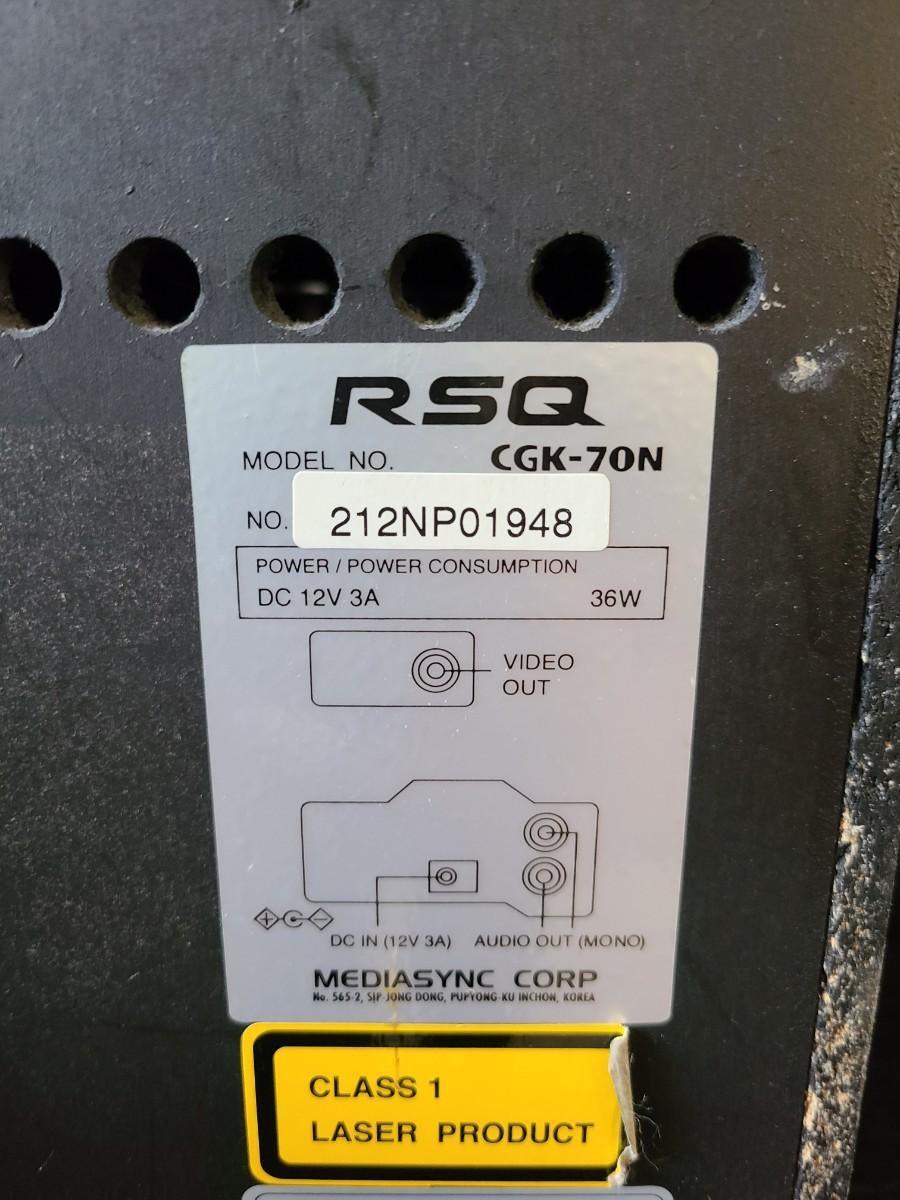 RSQ
MODEL NO. CGK-70N
NO. 212NP01948
POWER / POWER CONSUMPTION
DC 12V 3A 36W
VIDEO
OUT
DC IN (12V 3A) AUDIO OUT (MONO)
MEDIASYNC CORP
No. 565-2, SIP-JONG DONG, PUPYONG-KU INCHON, KOREA
CLASS 1
LASER PRODUCT